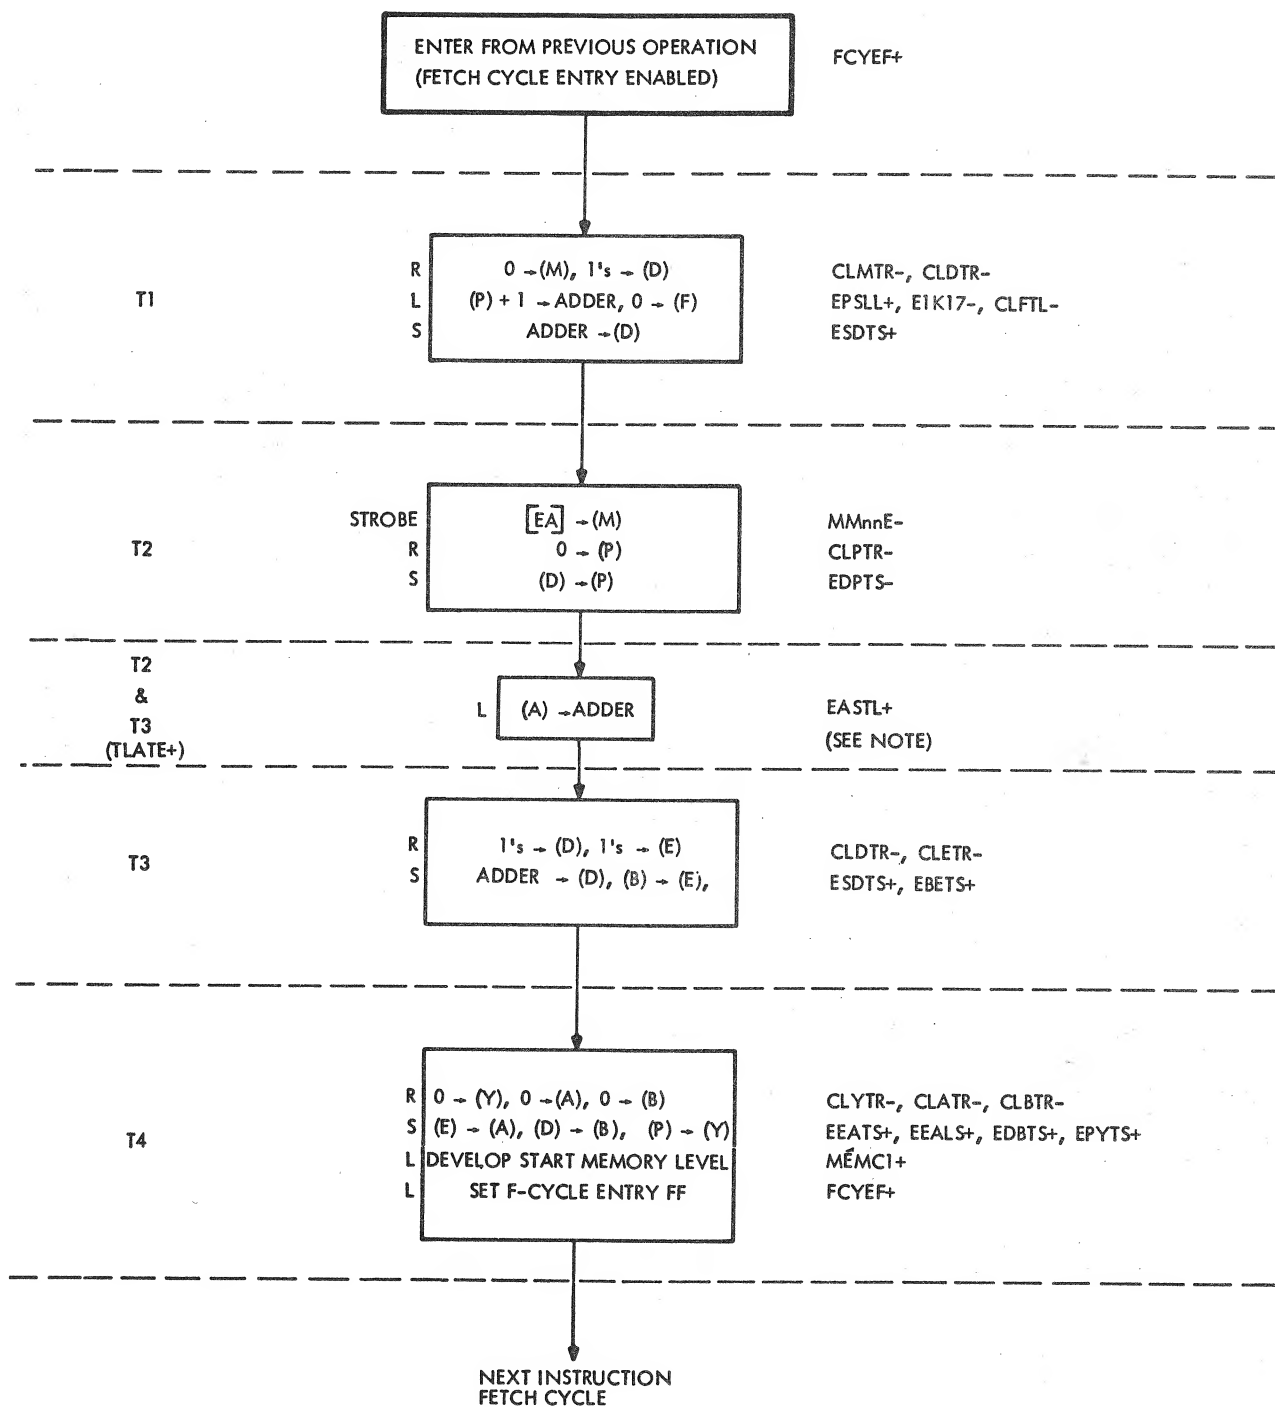 ENTER FROM PREVIOUS OPERATION
(FETCH CYCLE ENTRY ENABLED)
FCYEF+
T1
R 0 → (M), 1's → (D) CLMTR-, CLDTR-
L (P) + 1 → ADDER, 0 → (F) EPSLL+, E1K17-, CLFTL-
S ADDER → (D) ESDTS+
T2
STROBE [EA] → (M) MMnnE-
R 0 → (P) CLPTR-
S (D) → (P) EDPTS-
T2
&
T3
(TLATE+)
L (A) → ADDER EASTL+
(SEE NOTE)
T3
R 1's → (D), 1's → (E) CLDTR-, CLETR-
S ADDER → (D), (B) → (E), ESDTS+, EBETS+
T4
R 0 → (Y), 0 → (A), 0 → (B) CLYTR-, CLATR-, CLBTR-
S (E) → (A), (D) → (B), (P) → (Y) EEATS+, EEALS+, EDBTS+, EPYTS+
L DEVELOP START MEMORY LEVEL MEMC1+
L SET F-CYCLE ENTRY FF FCYEF+
NEXT INSTRUCTION
FETCH CYCLE